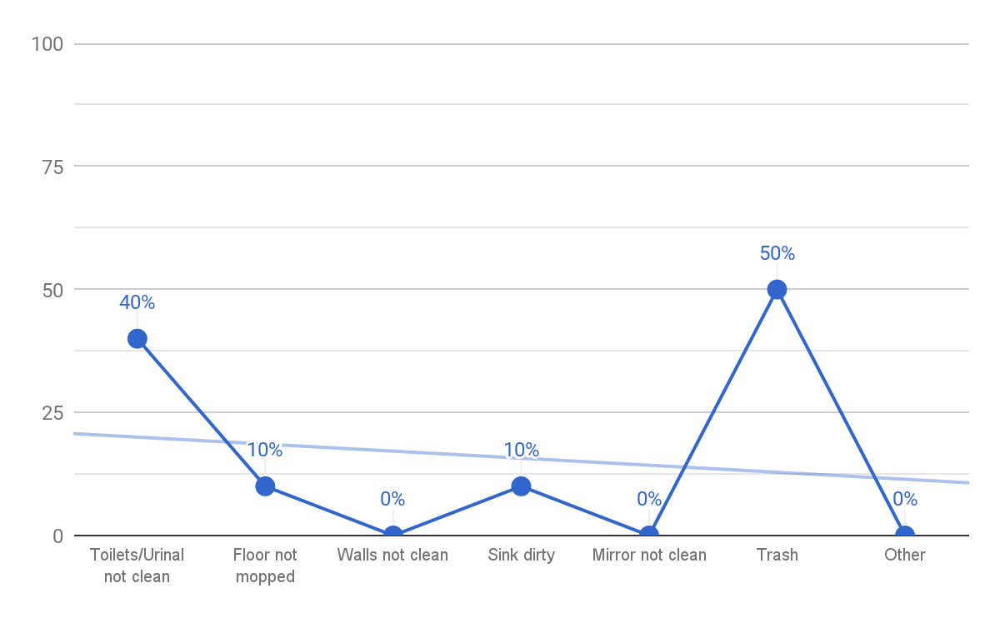 100
75
50
25
0
40%
10%
0%
10%
0%
50%
0%
Toilets/Urinal
not clean
Floor not
mopped
Walls not clean
Sink dirty
Mirror not clean
Trash
Other